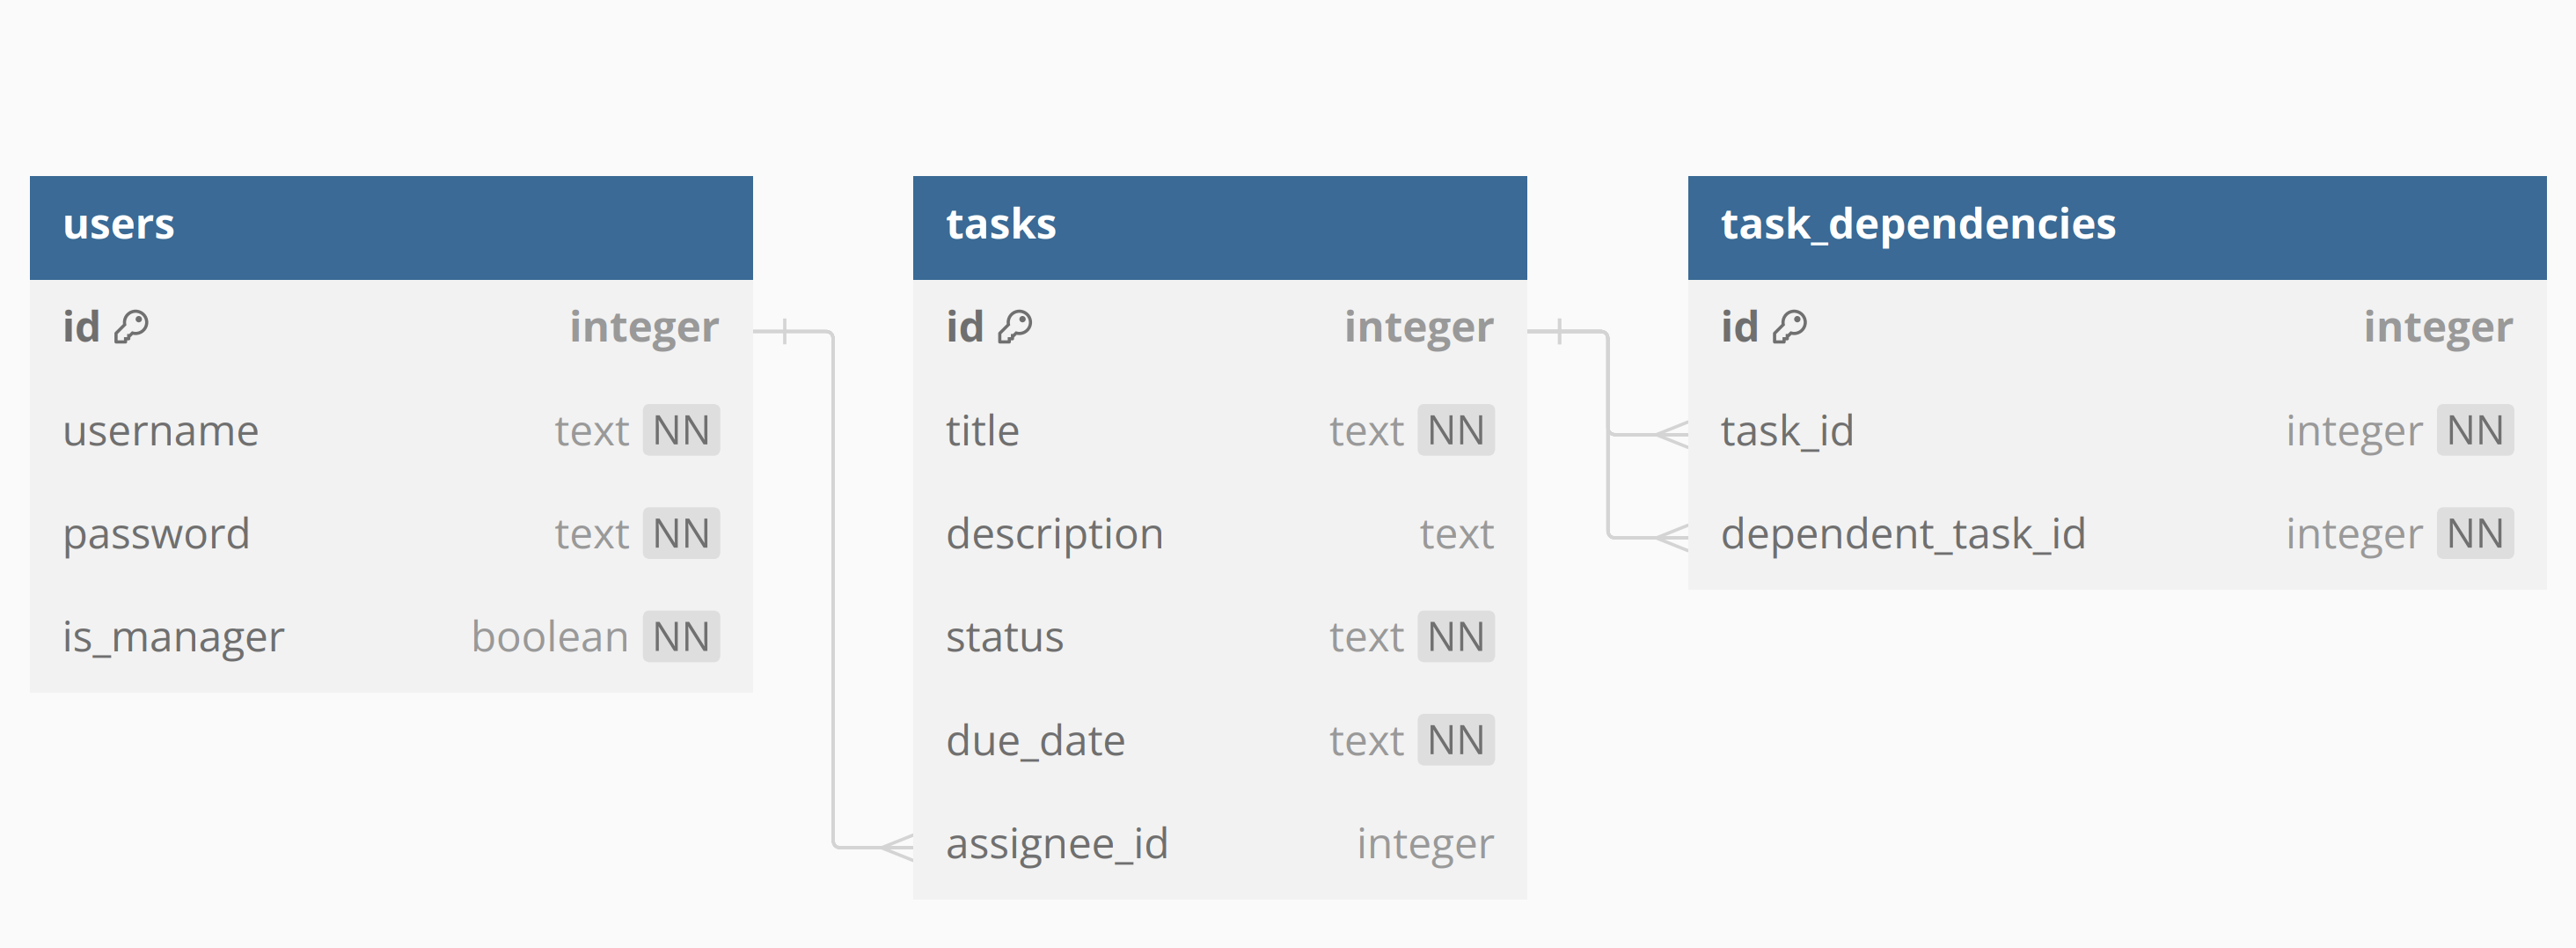 users
id integer
username text NN
password text NN
is_manager boolean NN
tasks
id integer
title text NN
description text
status text NN
due_date text NN
assignee_id integer
task_dependencies
id integer
task_id integer NN
dependent_task_id integer NN